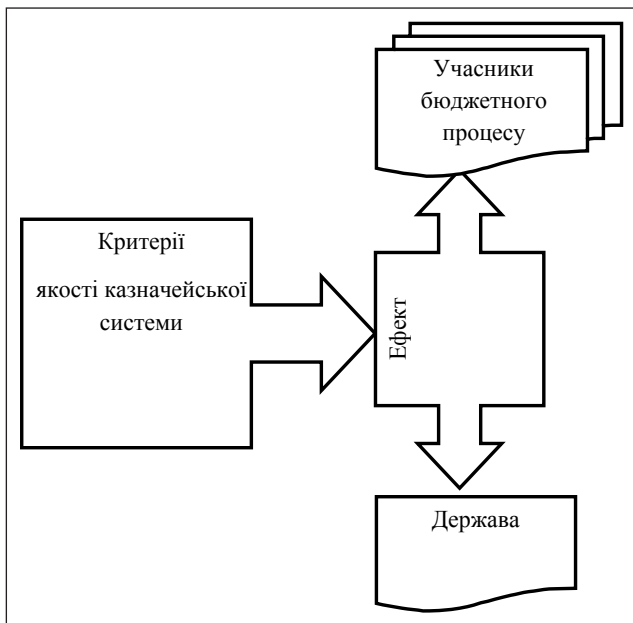 Учасники
бюджетного
процесу
Критерії
якості казначейської
системи
Ефект
Держава